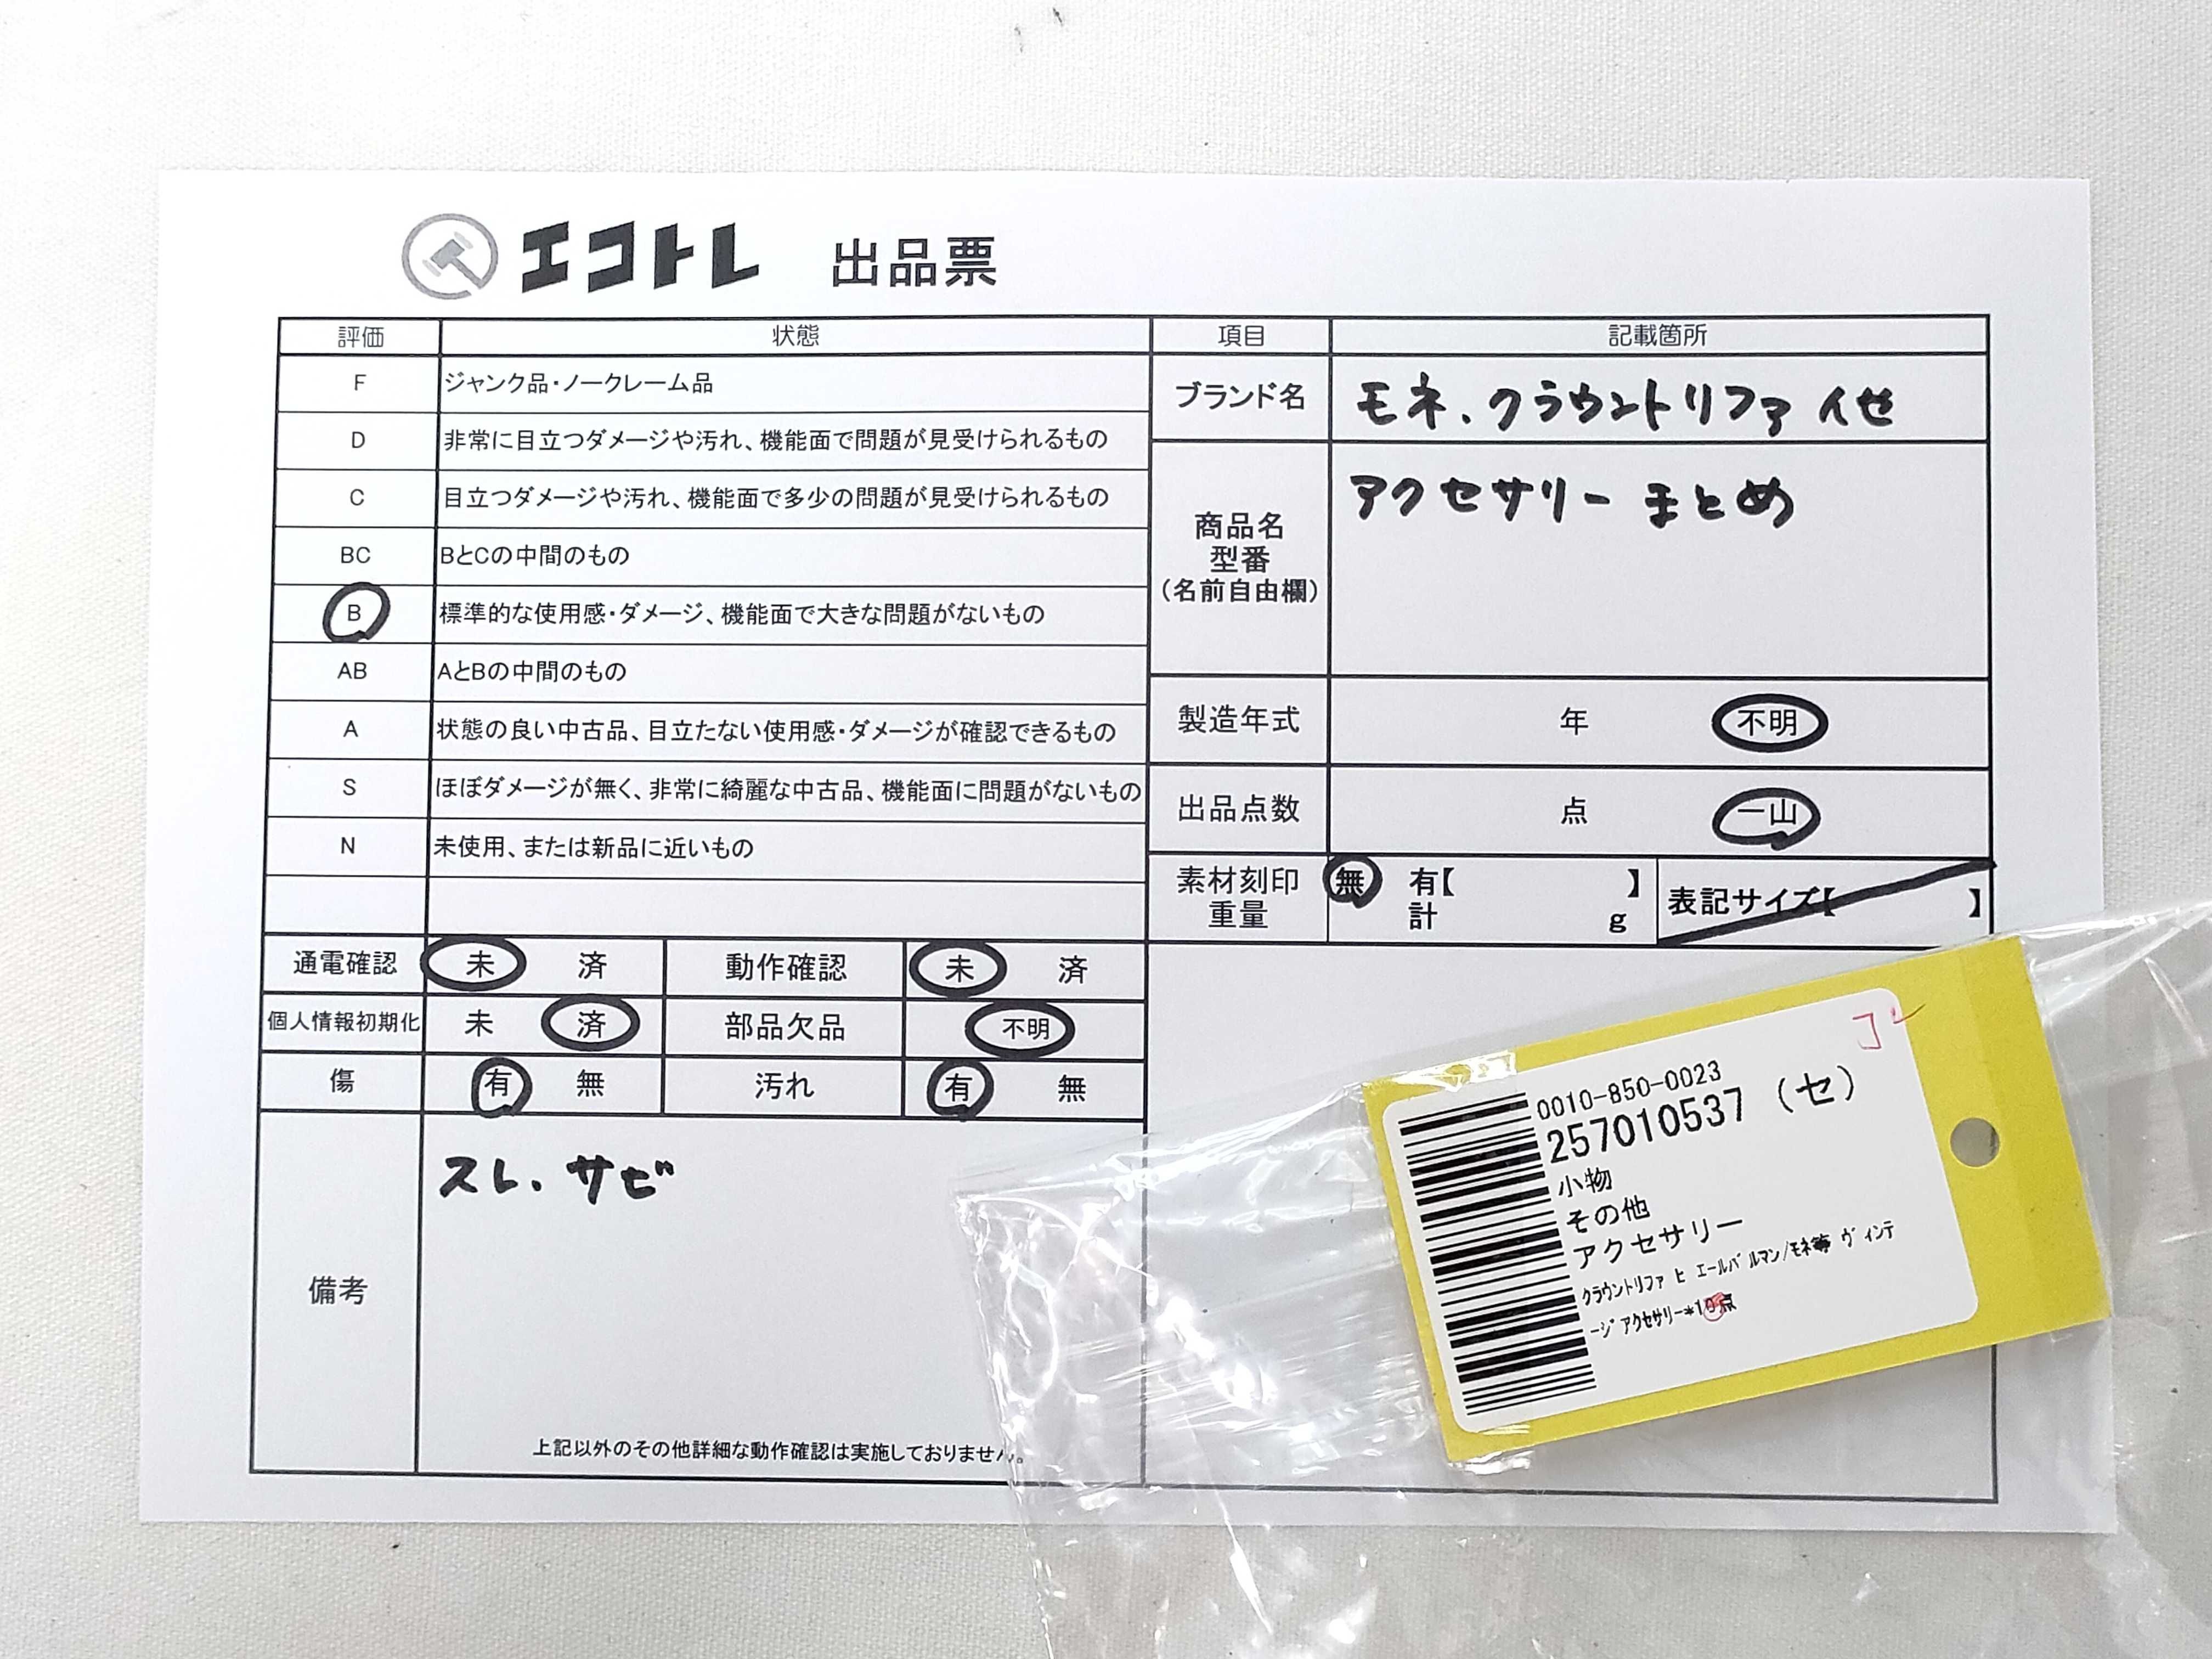 エコトレ 出品票
評価 状態
F ジャンク品・ノークレーム品
D 非常に目立つダメージや汚れ、機能面で問題が見受けられるもの
C 目立つダメージや汚れ、機能面で多少の問題が見受けられるもの
BC BとCの中間のもの
B 標準的な使用感・ダメージ、機能面で大きな問題がないもの
AB AとBの中間のもの
A 状態の良い中古品、目立たない使用感・ダメージが確認できるもの
S ほぼダメージが無く、非常に綺麗な中古品、機能面に問題がないもの
N 未使用、または新品に近いもの
通電確認 未 済 動作確認 未 済
個人情報初期化 未 済 部品欠品 不明
傷 有 無 汚れ 有 無
備考 スレ、サビ
上記以外のその他詳細な動作確認は実施しておりません。
項目 記載箇所
ブランド名 モネ、クラウントリファ 他
商品名
型番
(名前自由欄)
アクセサリー まとめ
製造年式 年 不明
出品点数 点 一山
素材刻印 無 有【 】
重量 計 g
表記サイズ【 】
0010-850-0023
257010537 (セ)
小物
その他
アクセサリー
クラウントリファ ピエールバルマン/モネ等 ヴィンテ
ージアクセサリー*1点